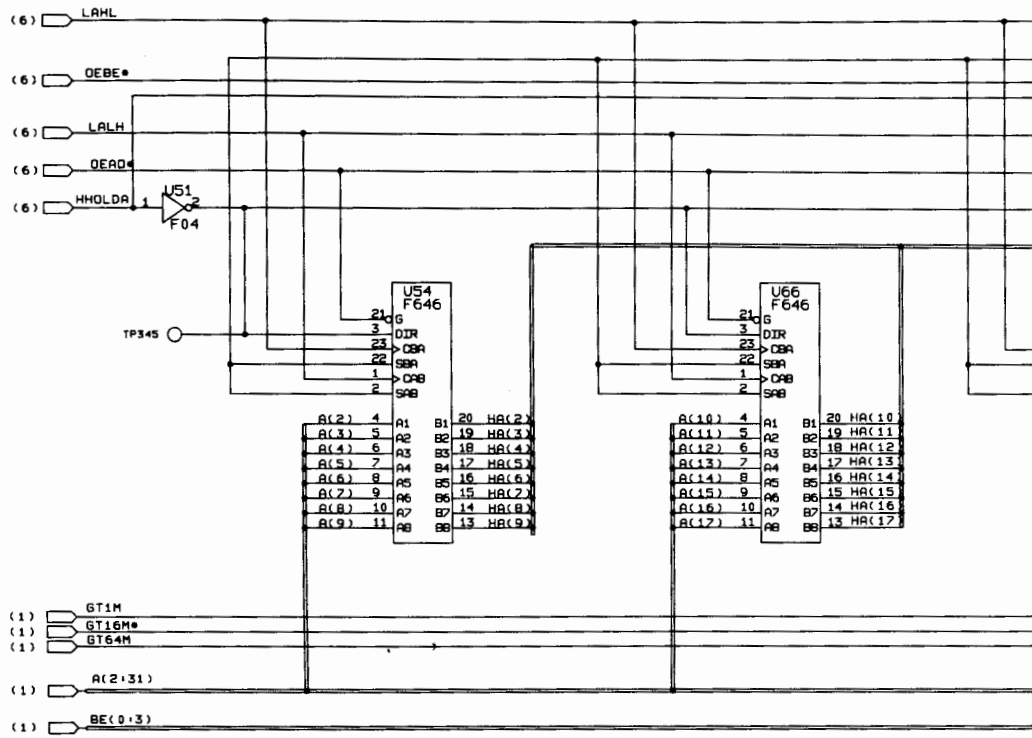 (6) LAHL
(6) OEBE*
(6) LALH
(6) OEAD*
(6) HHOLDA 1 U51 2
F04
U54 U66
F646 F646
21 G 21 G
TP345 3 DIR 3 DIR
23 CBA 23 CBA
22 SBA 22 SBA
1 CAB 1 CAB
2 SAB 2 SAB
A(2) 4 A1 B1 20 HA(2) A(10) 4 A1 B1 20 HA(10
A(3) 5 A2 B2 19 HA(3) A(11) 5 A2 B2 19 HA(11
A(4) 6 A3 B3 18 HA(4) A(12) 6 A3 B3 18 HA(12
A(5) 7 A4 B4 17 HA(5) A(13) 7 A4 B4 17 HA(13
A(6) 8 A5 B5 16 HA(6) A(14) 8 A5 B5 16 HA(14
A(7) 9 A6 B6 15 HA(7) A(15) 9 A6 B6 15 HA(15
A(8) 10 A7 B7 14 HA(8) A(16) 10 A7 B7 14 HA(16
A(9) 11 A8 B8 13 HA(9) A(17) 11 A8 B8 13 HA(17
(1) GT1M
(1) GT16M*
(1) GT64M
(1) A(2:31)
(1) BE(0:3)